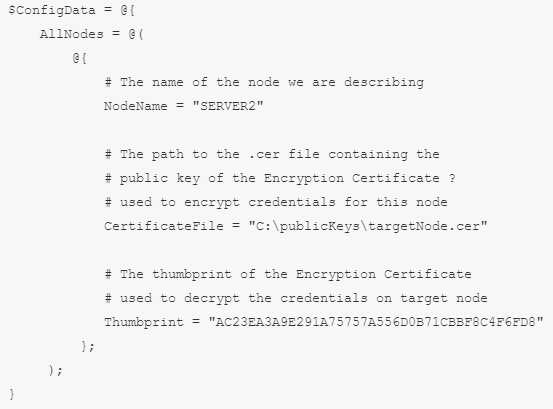 $ConfigData = @{
AllNodes = @(
@{
# The name of the node we are describing
NodeName = "SERVER2"
# The path to the .cer file containing the
# public key of the Encryption Certificate ?
# used to encrypt credentials for this node
CertificateFile = "C:\publicKeys\targetNode.cer"
# The thumbprint of the Encryption Certificate
# used to decrypt the credentials on target node
Thumbprint = "AC23EA3A9E291A75757A556D0B71CBBF8C4F6FD8"
};
);
}